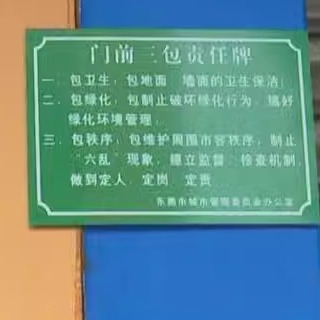 门前三包责任牌
一、包卫生：包地面、墙面的卫生保洁；
二、包绿化：包制止破坏绿化行为，搞好
绿化环境管理；
三、包秩序：包维护周围市容秩序，制止
“六乱”现象，建立监督、检查机制，
做到定人、定岗、定责
东莞市城市管理委员会办公室